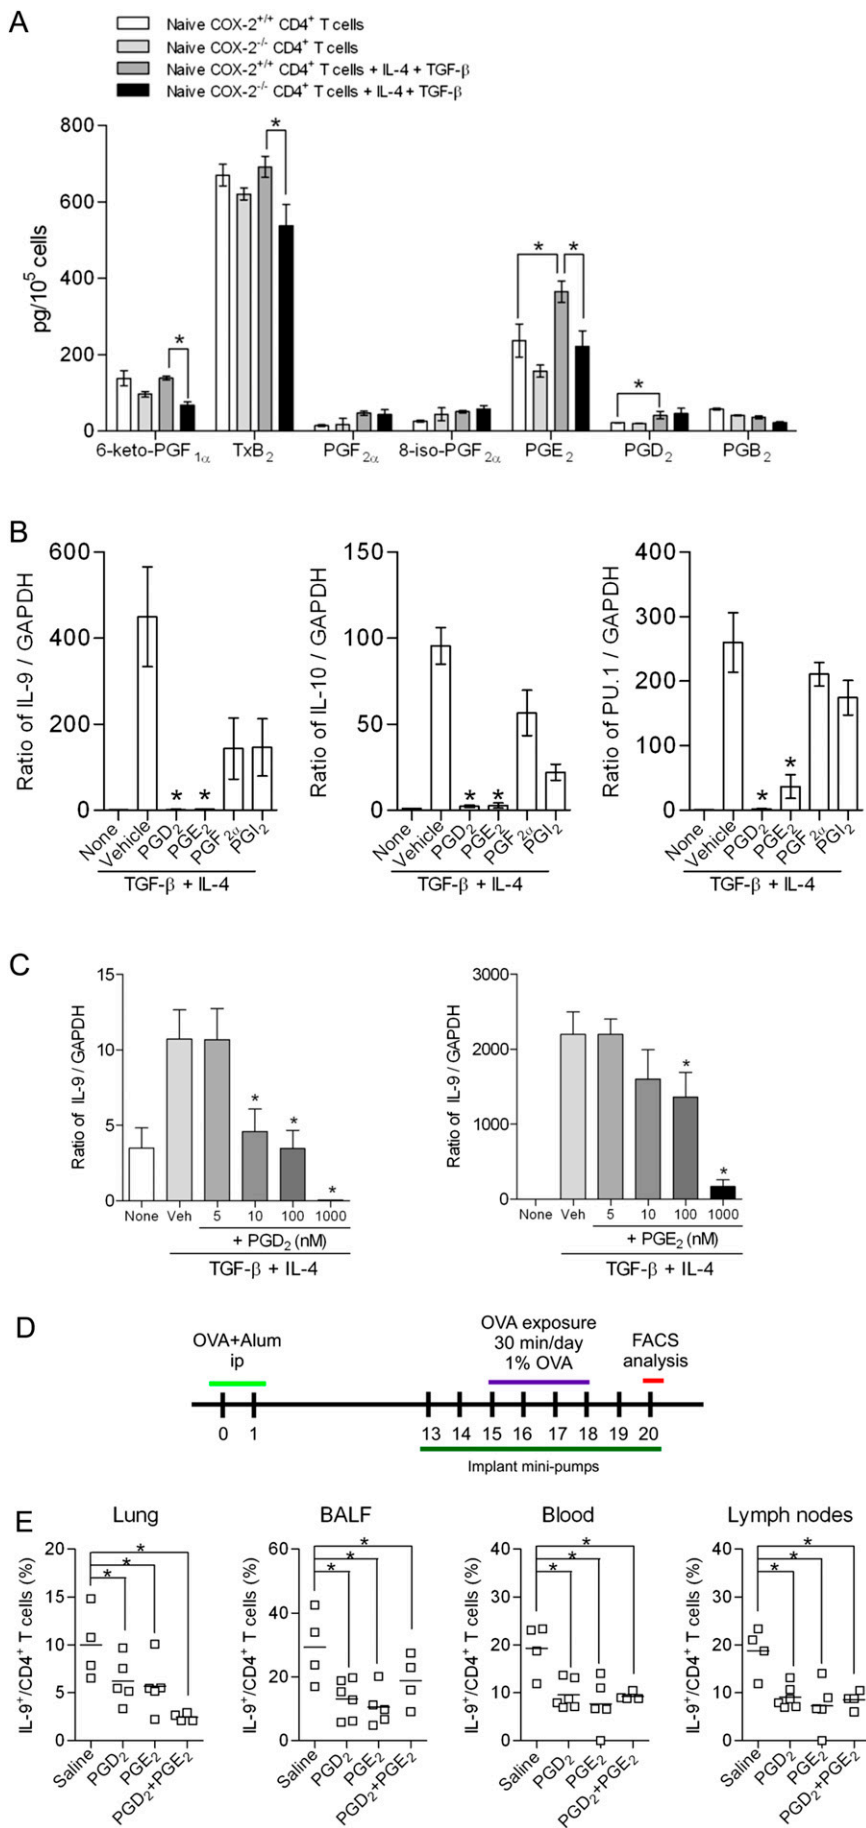 A
Naive COX-2+/+ CD4+ T cells
Naive COX-2-/- CD4+ T cells
Naive COX-2+/+ CD4+ T cells + IL-4 + TGF-β
Naive COX-2-/- CD4+ T cells + IL-4 + TGF-β
pg/10^5 cells
800
600
400
200
0
* * * * *
6-keto-PGF1α TxB2 PGF2α 8-iso-PGF2α PGE2 PGD2 PGB2
B
Ratio of IL-9 / GAPDH
600
400
200
0
* *
None Vehicle PGD2 PGE2 PGF2α PGI2
TGF-β + IL-4
Ratio of IL-10 / GAPDH
150
100
50
0
* *
None Vehicle PGD2 PGE2 PGF2α PGI2
TGF-β + IL-4
Ratio of PU.1 / GAPDH
400
300
200
100
0
* *
None Vehicle PGD2 PGE2 PGF2α PGI2
TGF-β + IL-4
C
Ratio of IL-9 / GAPDH
15
10
5
0
* * *
None Veh 5 10 100 1000
+ PGD2 (nM)
TGF-β + IL-4
Ratio of IL-9 / GAPDH
3000
2000
1000
0
* *
None Veh 5 10 100 1000
+ PGE2 (nM)
TGF-β + IL-4
D
OVA+Alum
ip
OVA exposure
30 min/day
1% OVA
FACS
analysis
0 1 13 14 15 16 17 18 19 20
Implant mini-pumps
E
Lung
IL-9+/CD4+ T cells (%)
20
15
10
5
0
* * *
Saline PGD2 PGE2 PGD2+PGE2
BALF
IL-9+/CD4+ T cells (%)
60
40
20
0
* * *
Saline PGD2 PGE2 PGD2+PGE2
Blood
IL-9+/CD4+ T cells (%)
40
30
20
10
0
* * *
Saline PGD2 PGE2 PGD2+PGE2
Lymph nodes
IL-9+/CD4+ T cells (%)
40
30
20
10
0
* * *
Saline PGD2 PGE2 PGD2+PGE2